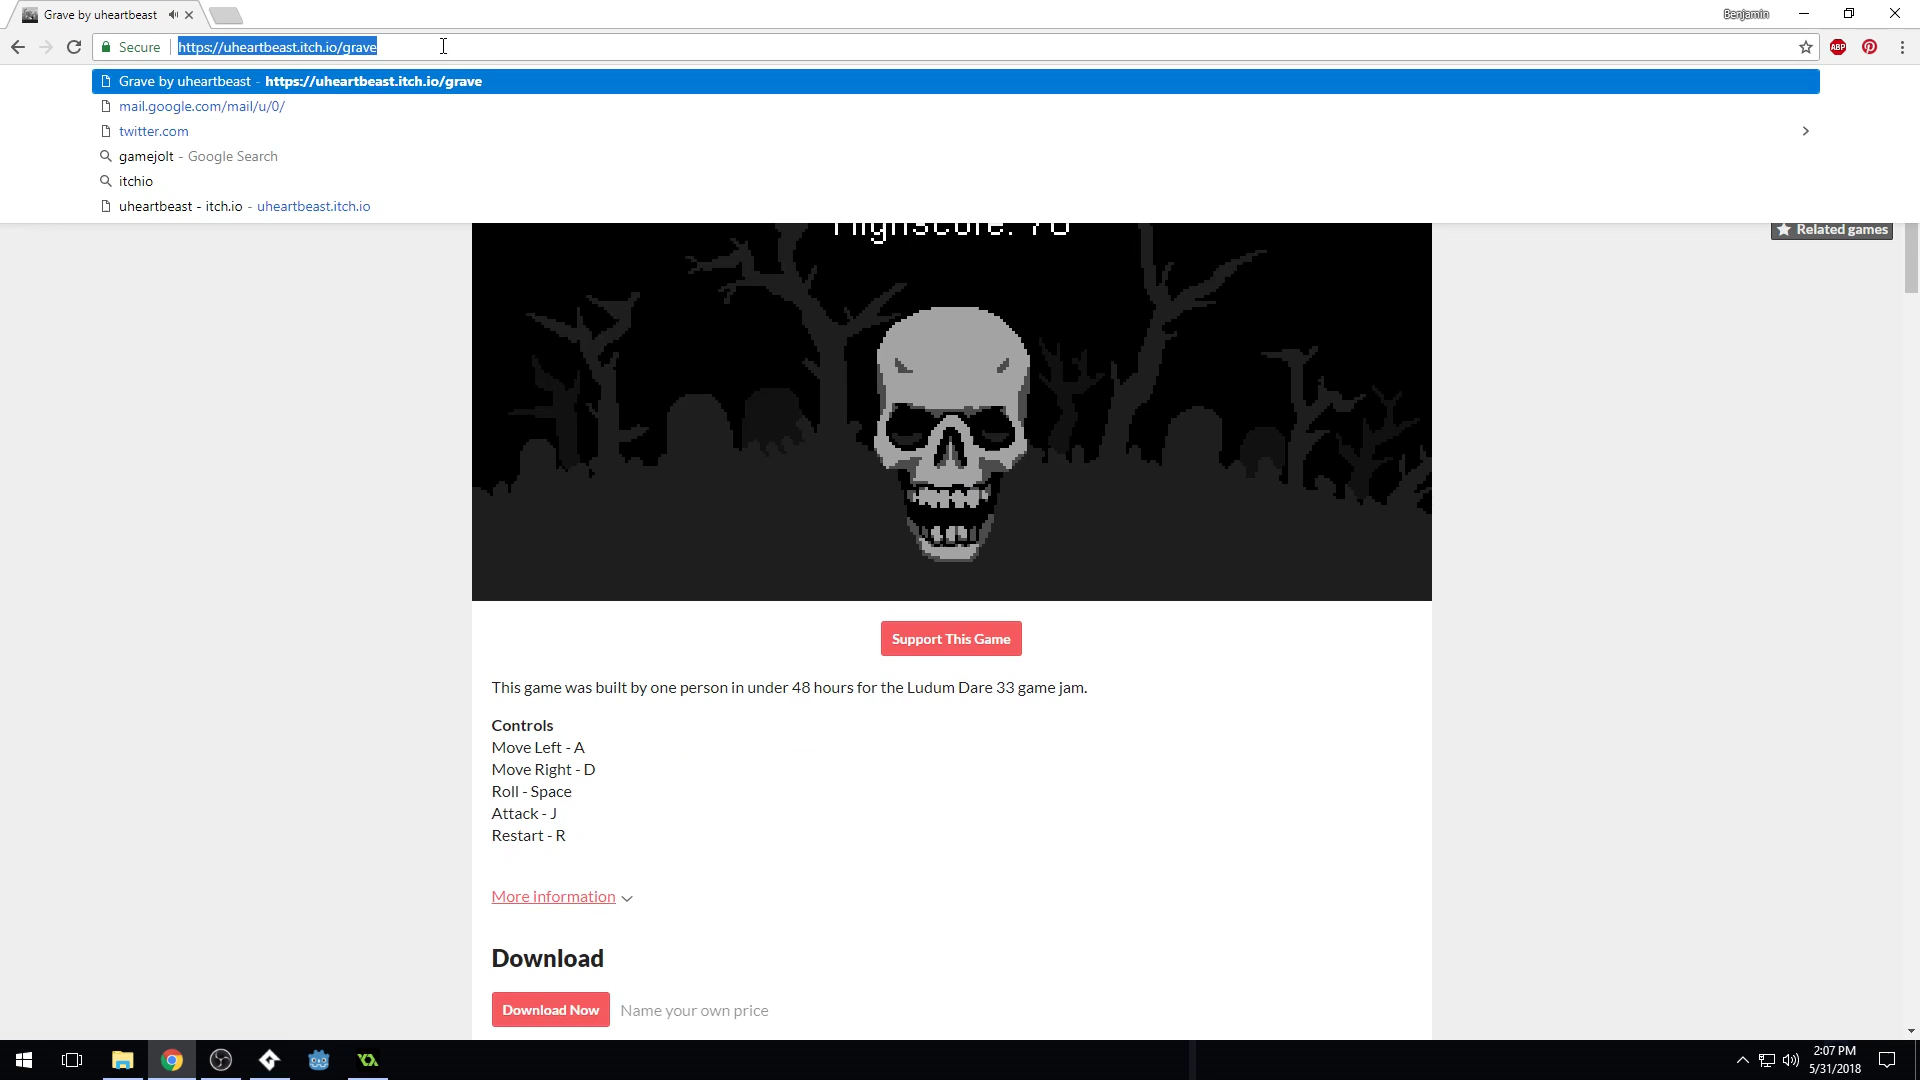 Grave by uheartbeast
Benjamin
Secure
https://uheartbeast.itch.io/grave
ABP
Grave by uheartbeast - https://uheartbeast.itch.io/grave
mail.google.com/mail/u/0/
twitter.com
gamejolt - Google Search
itchio
uheartbeast - itch.io - uheartbeast.itch.io
Highscore: 70
Related games
Support This Game
This game was built by one person in under 48 hours for the Ludum Dare 33 game jam.
Controls
Move Left - A
Move Right - D
Roll - Space
Attack - J
Restart - R
More information
Download
Download Now Name your own price
2:07 PM
5/31/2018